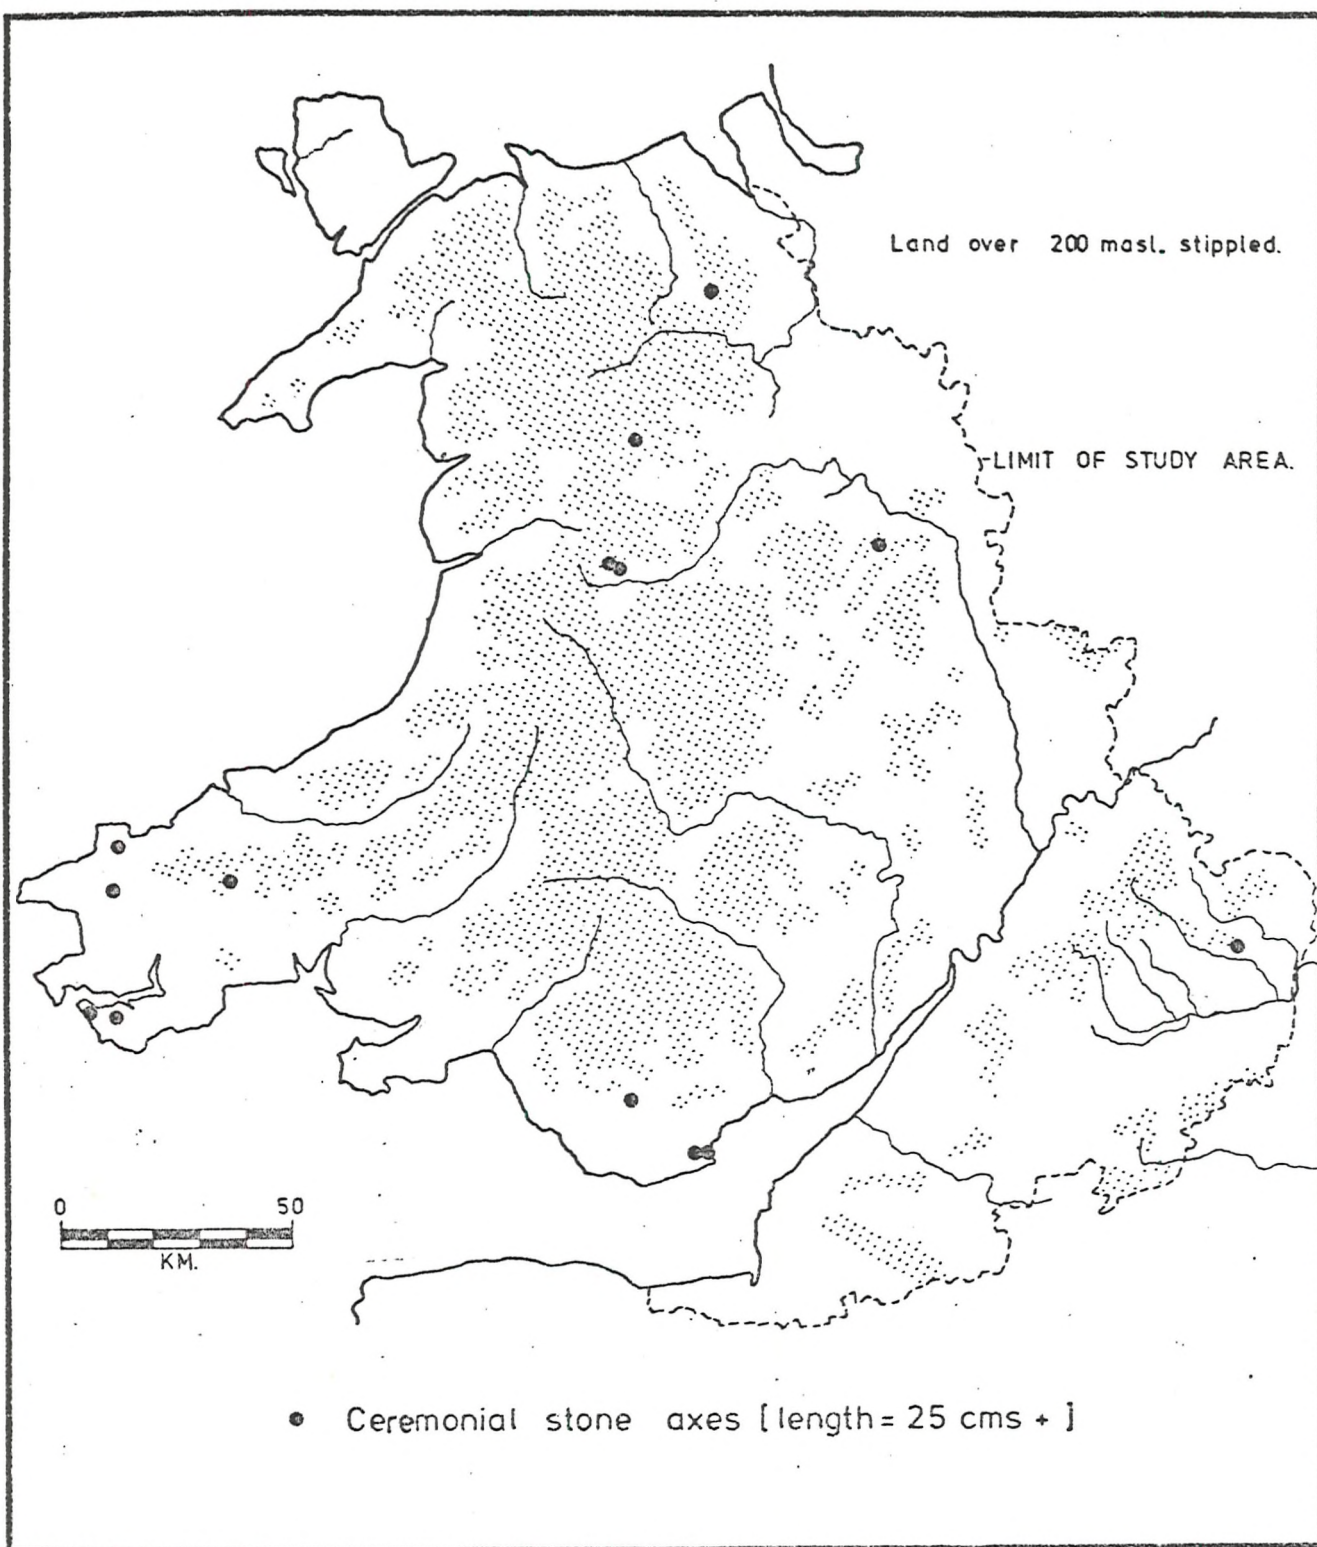 Land over 200 masl. stippled.
LIMIT OF STUDY AREA.
0 50
KM.
Ceremonial stone axes [length = 25 cms + ]